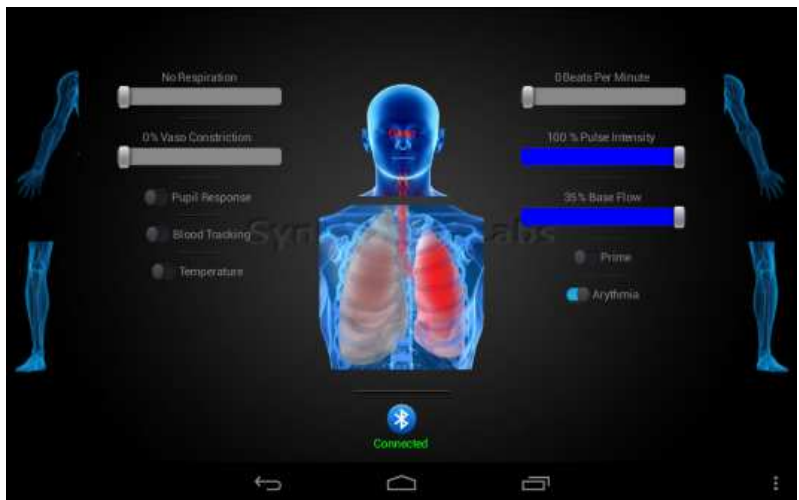 No Respiration
0% Vaso Constriction
Pupil Response
Blood Tracking
Temperature
0 Beats Per Minute
100 % Pulse Intensity
35% Base Flow
Prime
Arythmia
Connected